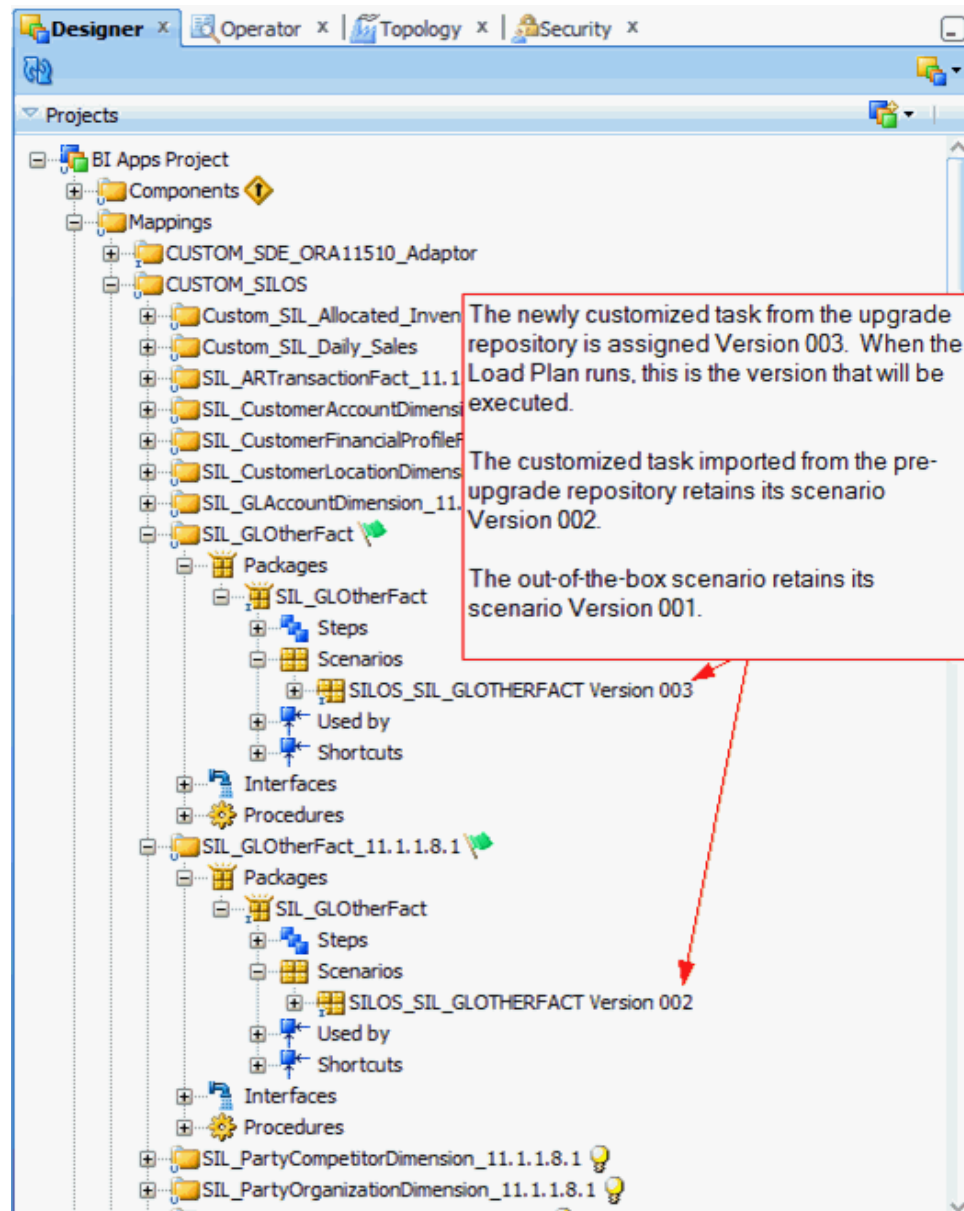 Designer x Operator x Topology x Security x
Projects
BI Apps Project
Components
Mappings
CUSTOM_SDE_ORA11510_Adaptor
CUSTOM_SILOS
Custom_SIL_Allocated_Inven
Custom_SIL_Daily_Sales
SIL_ARTransactionFact_11.1
SIL_CustomerAccountDimensi
SIL_CustomerFinancialProfileF
SIL_CustomerLocationDimens
SIL_GLAccountDimension_11.
The newly customized task from the upgrade
repository is assigned Version 003. When the
Load Plan runs, this is the version that will be
executed.
The customized task imported from the pre-
upgrade repository retains its scenario
Version 002.
The out-of-the-box scenario retains its
scenario Version 001.
SIL_GLOtherFact
Packages
SIL_GLOtherFact
Steps
Scenarios
SILOS_SIL_GLOTHERFACT Version 003
Used by
Shortcuts
Interfaces
Procedures
SIL_GLOtherFact_11.1.1.8.1
Packages
SIL_GLOtherFact
Steps
Scenarios
SILOS_SIL_GLOTHERFACT Version 002
Used by
Shortcuts
Interfaces
Procedures
SIL_PartyCompetitorDimension_11.1.1.8.1
SIL_PartyOrganizationDimension_11.1.1.8.1